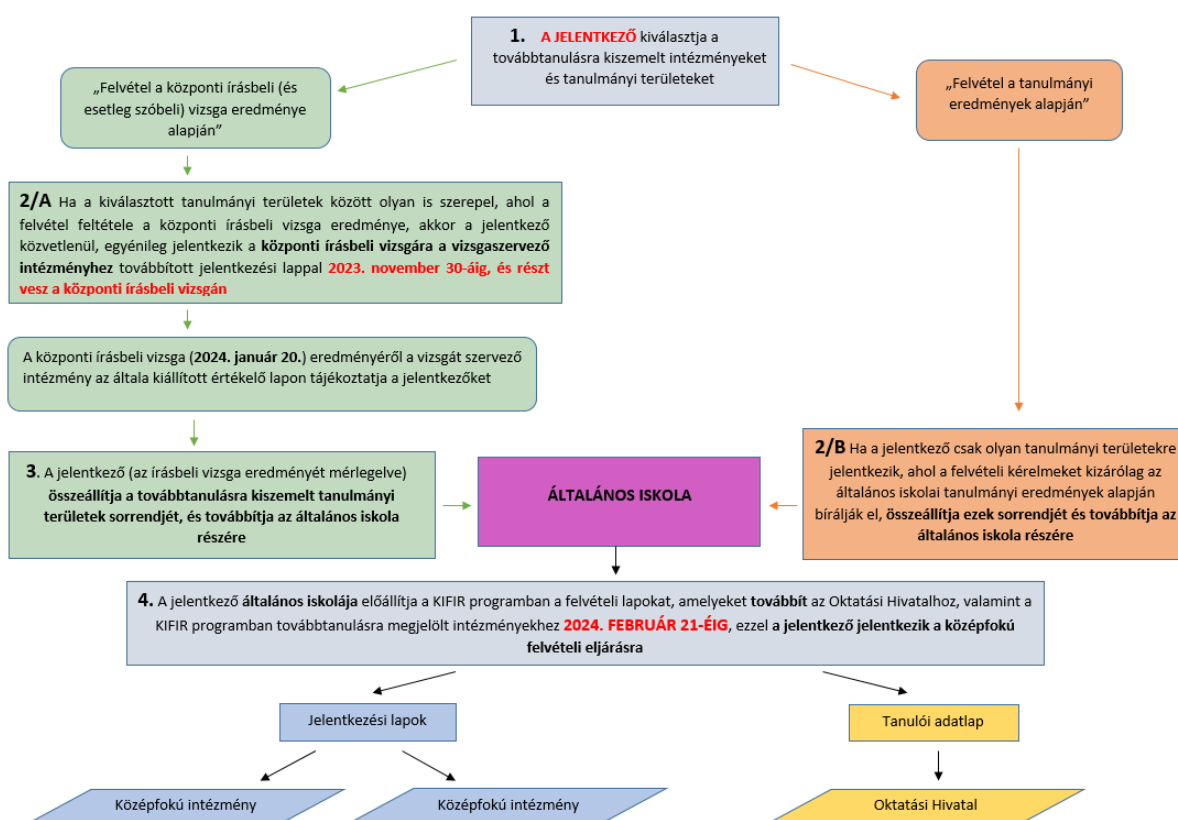 1. A JELENTKEZŐ kiválasztja a
továbbtanulásra kiszemelt intézményeket
és tanulmányi területeket
„Felvétel a központi írásbeli (és
esetleg szóbeli) vizsga eredménye
alapján”
„Felvétel a tanulmányi
eredmények alapján”
2/A Ha a kiválasztott tanulmányi területek között olyan is szerepel, ahol a
felvétel feltétele a központi írásbeli vizsga eredménye, akkor a jelentkező
közvetlenül, egyénileg jelentkezik a központi írásbeli vizsgára a vizsgaszervező
intézményhez továbbított jelentkezési lappal 2023. november 30-áig, és részt
vesz a központi írásbeli vizsgán
A központi írásbeli vizsga (2024. január 20.) eredményéről a vizsgát szervező
intézmény az általa kiállított értékelő lapon tájékoztatja a jelentkezőket
3. A jelentkező (az írásbeli vizsga eredményét mérlegelve)
összeállítja a továbbtanulásra kiszemelt tanulmányi
területek sorrendjét, és továbbítja az általános iskola
részére
ÁLTALÁNOS ISKOLA
2/B Ha a jelentkező csak olyan tanulmányi területekre
jelentkezik, ahol a felvételi kérelmeket kizárólag az
általános iskolai tanulmányi eredmények alapján
bírálják el, összeállítja ezek sorrendjét és továbbítja az
általános iskola részére
4. A jelentkező általános iskolája előállítja a KIFIR programban a felvételi lapokat, amelyeket továbbít az Oktatási Hivatalhoz, valamint a
KIFIR programban továbbtanulásra megjelölt intézményekhez 2024. FEBRUÁR 21-ÉIG, ezzel a jelentkező jelentkezik a középfokú
felvételi eljárásra
Jelentkezési lapok
Tanulói adatlap
Középfokú intézmény
Középfokú intézmény
Oktatási Hivatal